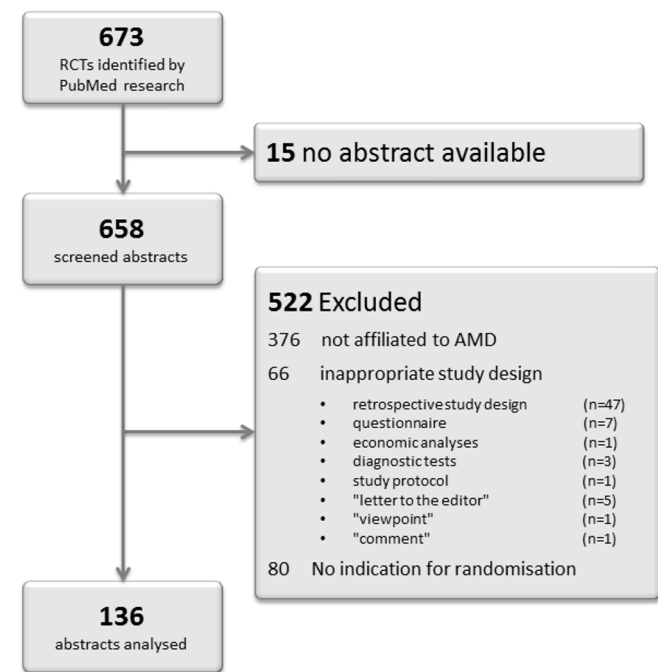 673
RCTs identified by
PubMed research
15 no abstract available
658
screened abstracts
522 Excluded
376 not affiliated to AMD
66 inappropriate study design
• retrospective study design (n=47)
• questionnaire (n=7)
• economic analyses (n=1)
• diagnostic tests (n=3)
• study protocol (n=1)
• "letter to the editor" (n=5)
• "viewpoint" (n=1)
• "comment" (n=1)
80 No indication for randomisation
136
abstracts analysed